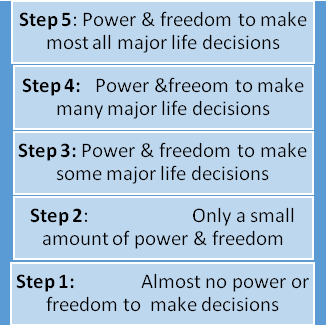 Step 5: Power & freedom to make
most all major life decisions
Step 4: Power &freeom to make
many major life decisions
Step 3: Power & freedom to make
some major life decisions
Step 2: Only a small
amount of power & freedom
Step 1: Almost no power or
freedom to make decisions